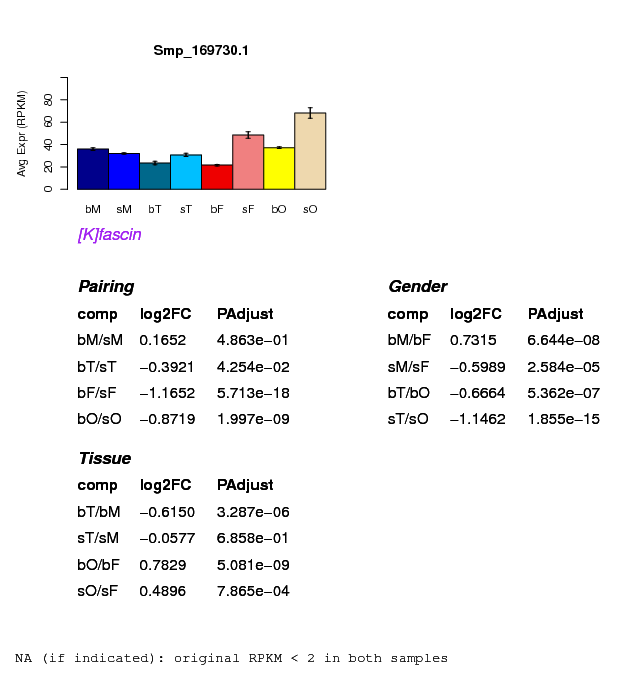 Smp_169730.1
Avg Expr (RPKM)
0 20 40 60 80
bM sM bT sT bF sF bO sO
[K]fascin
Pairing
comp log2FC PAdjust
bM/sM 0.1652 4.863e−01
bT/sT −0.3921 4.254e−02
bF/sF −1.1652 5.713e−18
bO/sO −0.8719 1.997e−09
Gender
comp log2FC PAdjust
bM/bF 0.7315 6.644e−08
sM/sF −0.5989 2.584e−05
bT/bO −0.6664 5.362e−07
sT/sO −1.1462 1.855e−15
Tissue
comp log2FC PAdjust
bT/bM −0.6150 3.287e−06
sT/sM −0.0577 6.858e−01
bO/bF 0.7829 5.081e−09
sO/sF 0.4896 7.865e−04
NA (if indicated): original RPKM < 2 in both samples